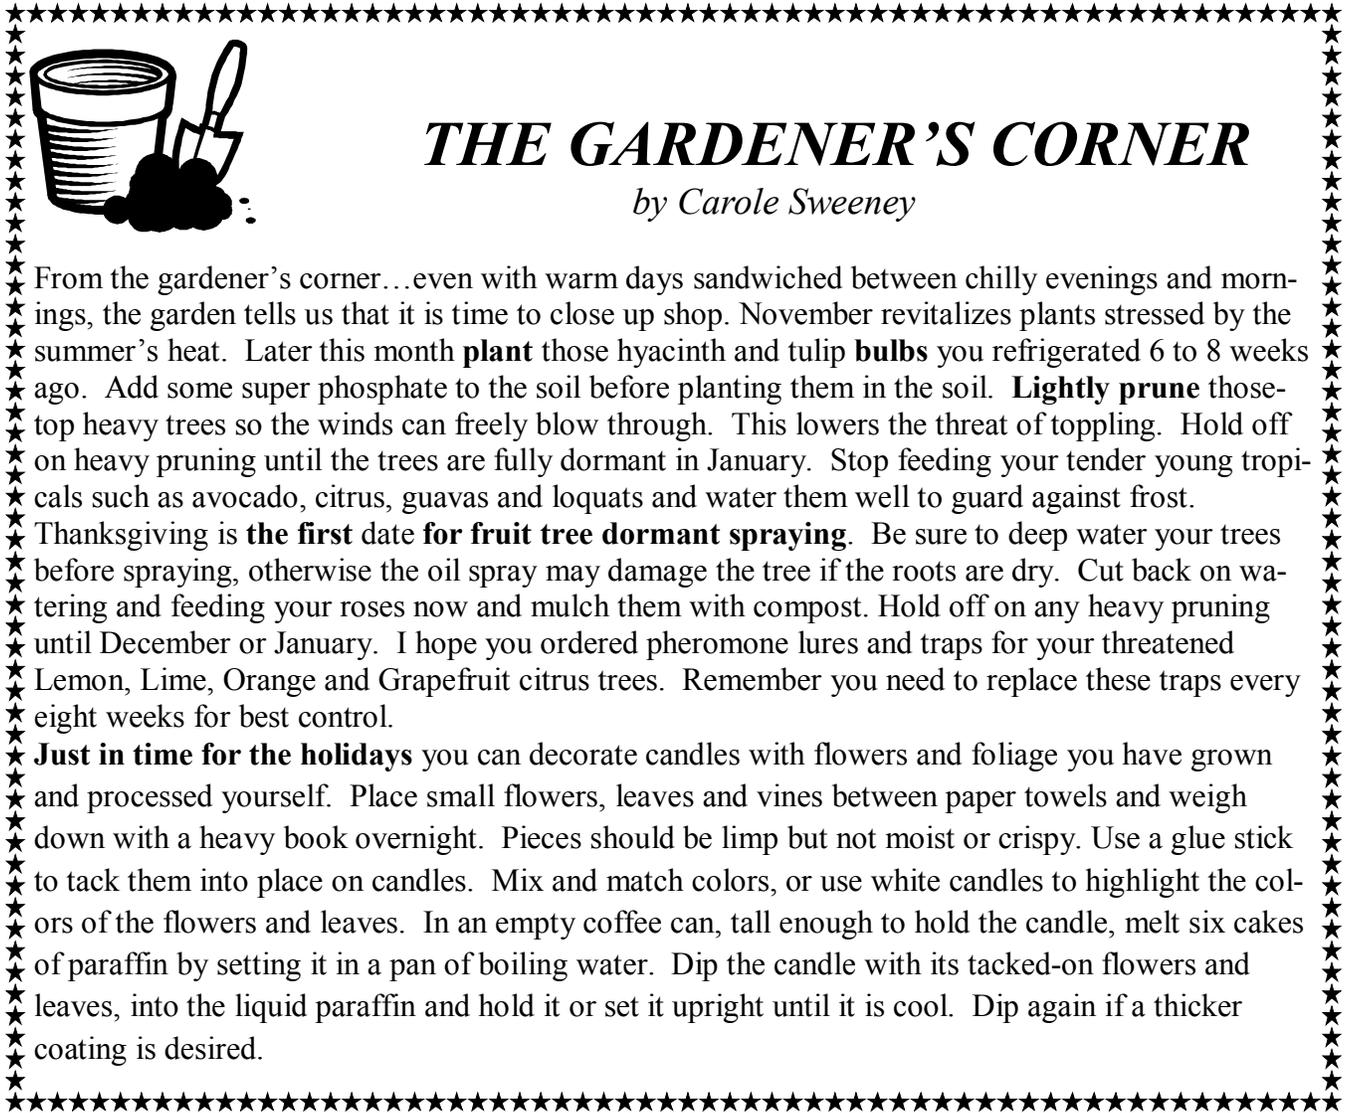 THE GARDENER’S CORNER
by Carole Sweeney
From the gardener’s corner…even with warm days sandwiched between chilly evenings and morn-
ings, the garden tells us that it is time to close up shop. November revitalizes plants stressed by the
summer’s heat.  Later this month plant those hyacinth and tulip bulbs you refrigerated 6 to 8 weeks
ago.  Add some super phosphate to the soil before planting them in the soil.  Lightly prune those-
top heavy trees so the winds can freely blow through.  This lowers the threat of toppling.  Hold off
on heavy pruning until the trees are fully dormant in January.  Stop feeding your tender young tropi-
cals such as avocado, citrus, guavas and loquats and water them well to guard against frost.
Thanksgiving is the first date for fruit tree dormant spraying.  Be sure to deep water your trees
before spraying, otherwise the oil spray may damage the tree if the roots are dry.  Cut back on wa-
tering and feeding your roses now and mulch them with compost. Hold off on any heavy pruning
until December or January.  I hope you ordered pheromone lures and traps for your threatened
Lemon, Lime, Orange and Grapefruit citrus trees.  Remember you need to replace these traps every
eight weeks for best control.
Just in time for the holidays you can decorate candles with flowers and foliage you have grown
and processed yourself.  Place small flowers, leaves and vines between paper towels and weigh
down with a heavy book overnight.  Pieces should be limp but not moist or crispy. Use a glue stick
to tack them into place on candles.  Mix and match colors, or use white candles to highlight the col-
ors of the flowers and leaves.  In an empty coffee can, tall enough to hold the candle, melt six cakes
of paraffin by setting it in a pan of boiling water.  Dip the candle with its tacked-on flowers and
leaves, into the liquid paraffin and hold it or set it upright until it is cool.  Dip again if a thicker
coating is desired.